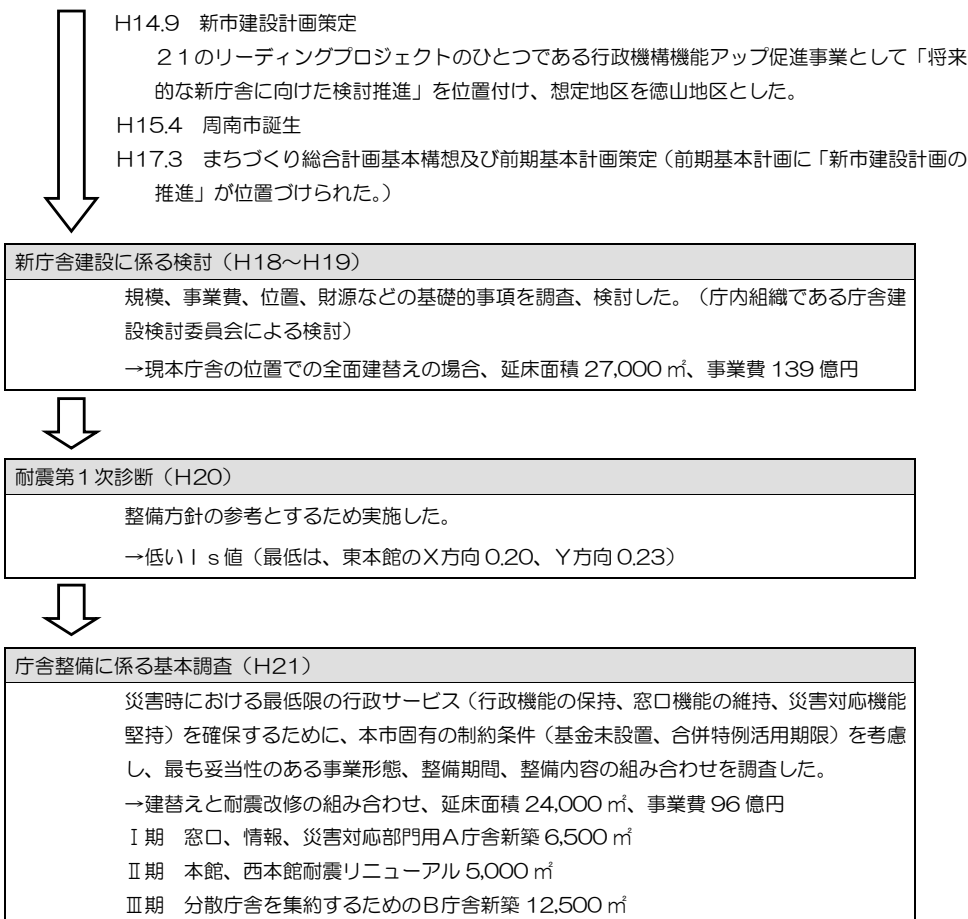 H14.9 新市建設計画策定
21のリーディングプロジェクトのひとつである行政機構機能アップ促進事業として「将来
的な新庁舎に向けた検討推進」を位置付け、想定地区を徳山地区とした。
H15.4 周南市誕生
H17.3 まちづくり総合計画基本構想及び前期基本計画策定（前期基本計画に「新市建設計画の
推進」が位置づけられた。）
新庁舎建設に係る検討（H18～H19）
規模、事業費、位置、財源などの基礎的事項を調査、検討した。（庁内組織である庁舎建
設検討委員会による検討）
→現本庁舎の位置での全面建替えの場合、延床面積 27,000 ㎡、事業費 139 億円
耐震第１次診断（H20）
整備方針の参考とするため実施した。
→低いＩｓ値（最低は、東本館のX方向 0.20、Y方向 0.23）
庁舎整備に係る基本調査（H21）
災害時における最低限の行政サービス（行政機能の保持、窓口機能の維持、災害対応機能
堅持）を確保するために、本市固有の制約条件（基金未設置、合併特例活用期限）を考慮
し、最も妥当性のある事業形態、整備期間、整備内容の組み合わせを調査した。
→建替えと耐震改修の組み合わせ、延床面積 24,000 ㎡、事業費 96 億円
Ⅰ期 窓口、情報、災害対応部門用A庁舎新築 6,500 ㎡
Ⅱ期 本館、西本館耐震リニューアル 5,000 ㎡
Ⅲ期 分散庁舎を集約するためのB庁舎新築 12,500 ㎡